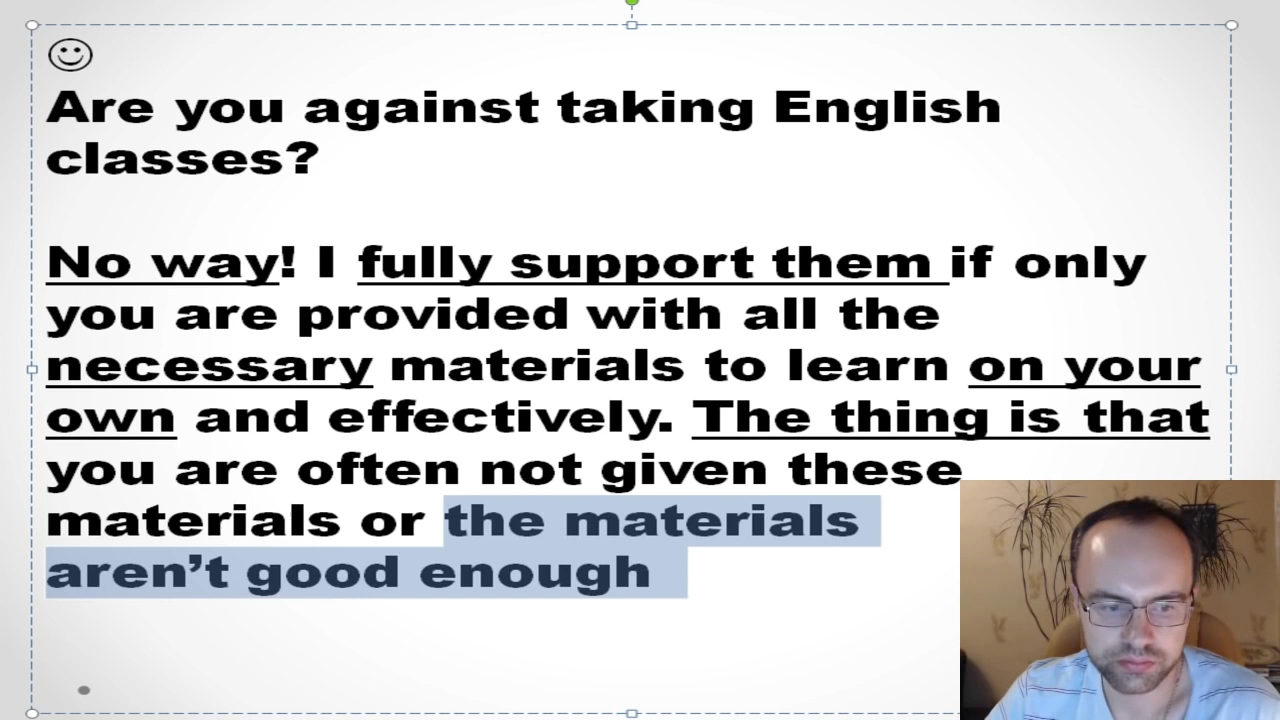 Are you against taking English
classes?
No way! I fully support them if only
you are provided with all the
necessary materials to learn on your
own and effectively. The thing is that
you are often not given these
materials or the materials
aren’t good enough